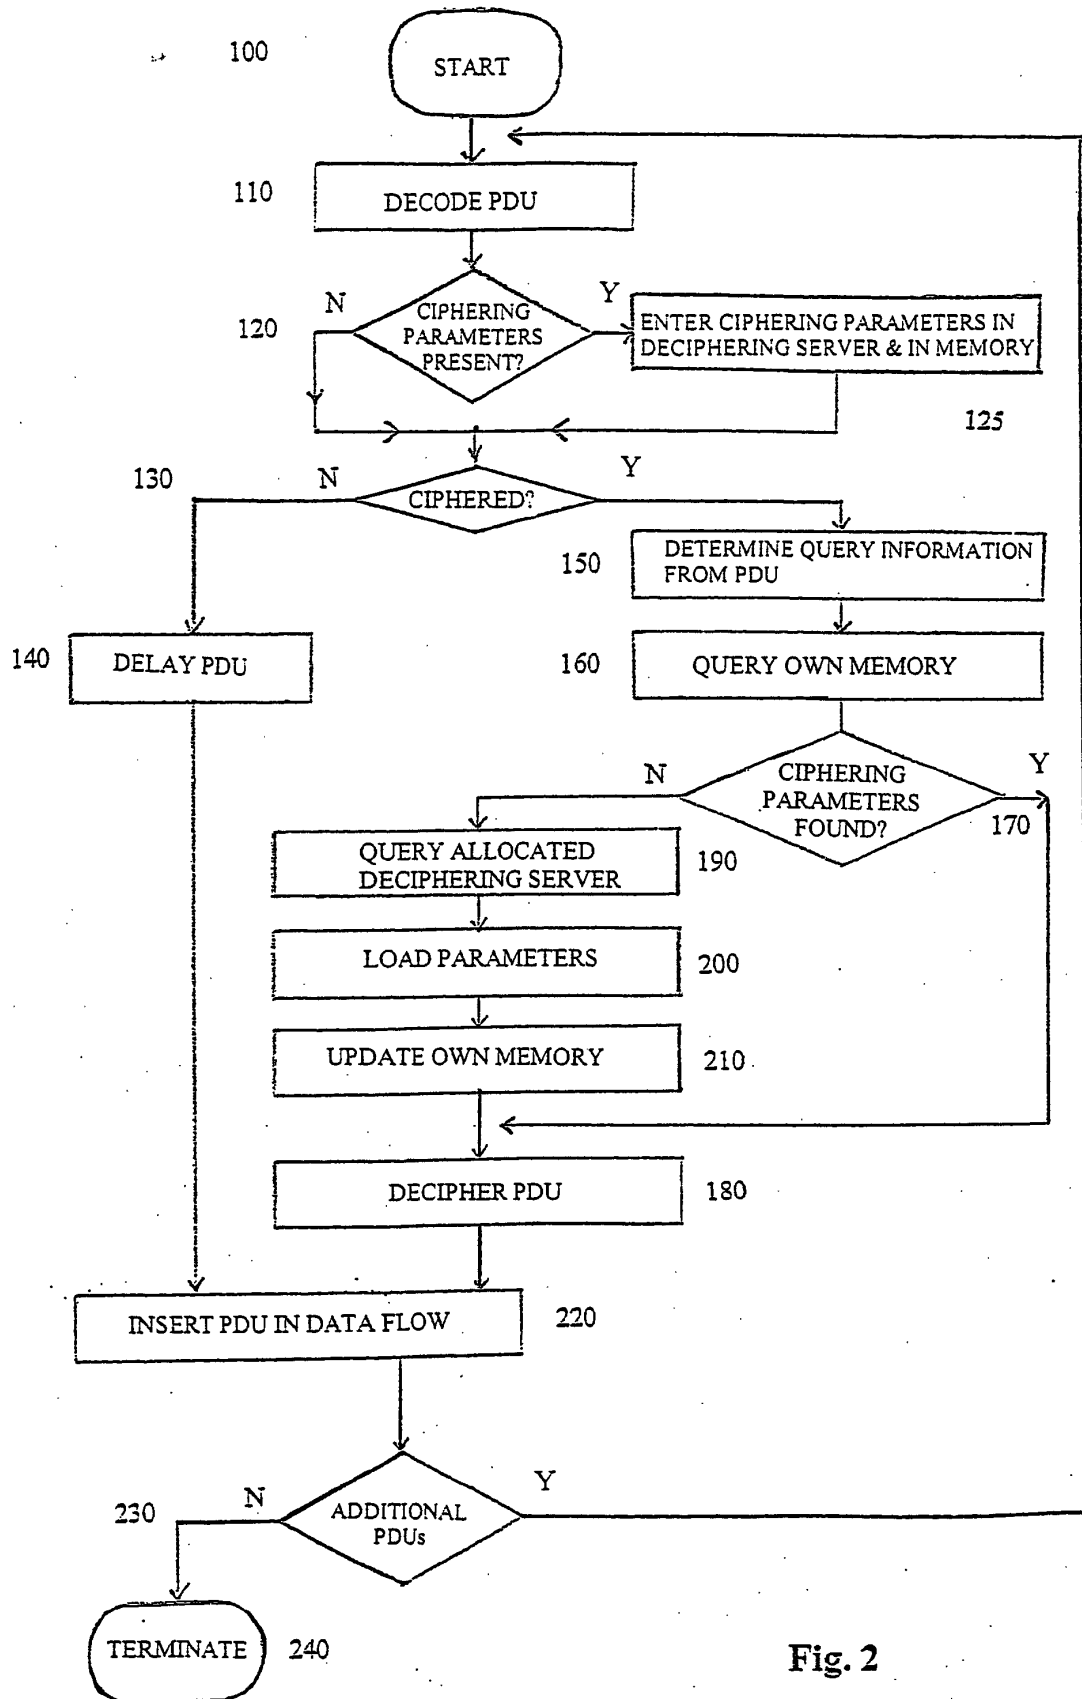 100
START
110
DECODE PDU
N
Y
120
CIPHERING
PARAMETERS
PRESENT?
ENTER CIPHERING PARAMETERS IN
DECIPHERING SERVER & IN MEMORY
125
130
N
Y
CIPHERED?
150
DETERMINE QUERY INFORMATION
FROM PDU
140
DELAY PDU
160
QUERY OWN MEMORY
N
Y
CIPHERING
PARAMETERS
FOUND?
170
QUERY ALLOCATED
DECIPHERING SERVER
190
LOAD PARAMETERS
200
UPDATE OWN MEMORY
210
DECIPHER PDU
180
INSERT PDU IN DATA FLOW
220
230
N
Y
ADDITIONAL
PDUs
TERMINATE
240
Fig. 2